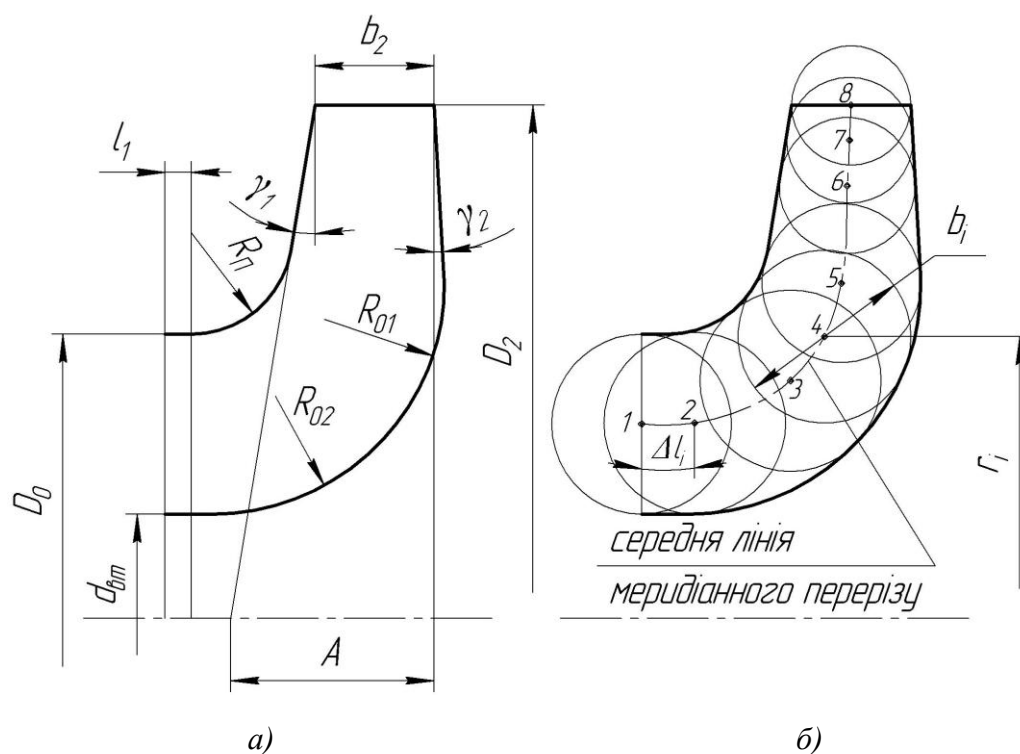 b₂
l₁
γ₁
Rп
γ₂
R₀₁
R₀₂
D₂
D₀
dвт
A
а)
8
7
6
bᵢ
5
4
3
1
2
Δlᵢ
rᵢ
середня лінія
меридіанного перерізу
б)